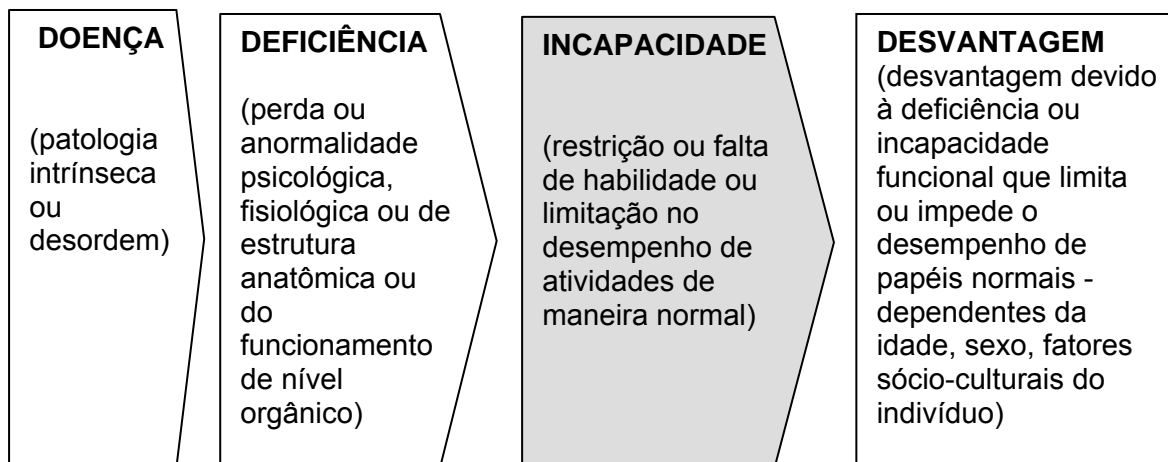 DOENÇA
(patologia
intrínseca
ou
desordem)
DEFICIÊNCIA
(perda ou
anormalidade
psicológica,
fisiológica ou de
estrutura
anatômica ou
do
funcionamento
de nível
orgânico)
INCAPACIDADE
(restrição ou falta
de habilidade ou
limitação no
desempenho de
atividades de
maneira normal)
DESVANTAGEM
(desvantagem devido
à deficiência ou
incapacidade
funcional que limita
ou impede o
desempenho de
papéis normais -
dependentes da
idade, sexo, fatores
sócio-culturais do
indivíduo)